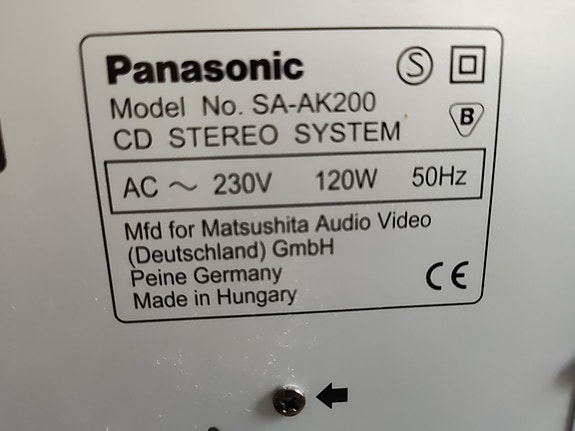 Panasonic
S
Model No. SA-AK200
B
CD STEREO SYSTEM
AC ~ 230V 120W 50Hz
Mfd for Matsushita Audio Video
(Deutschland) GmbH
Peine Germany
Made in Hungary
CE